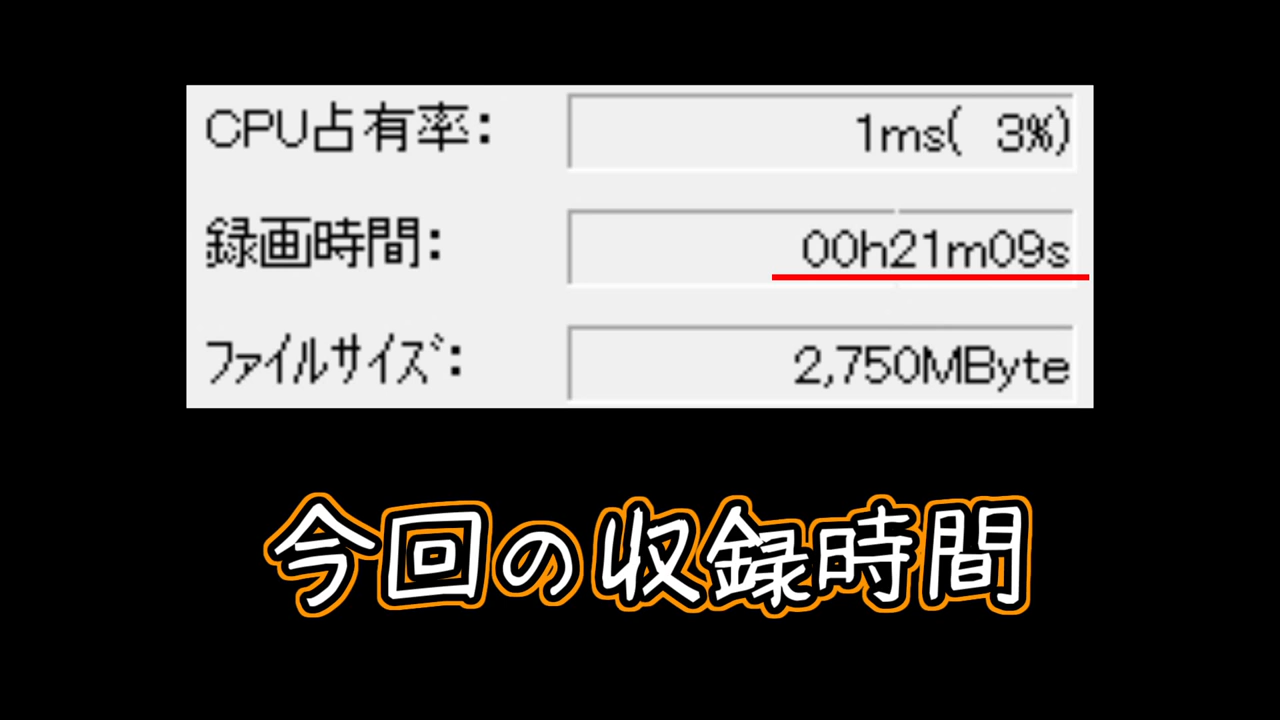 CPU占有率: 1ms( 3%)
録画時間: 00h21m09s
ファイルサイズ: 2,750MByte
今回の収録時間